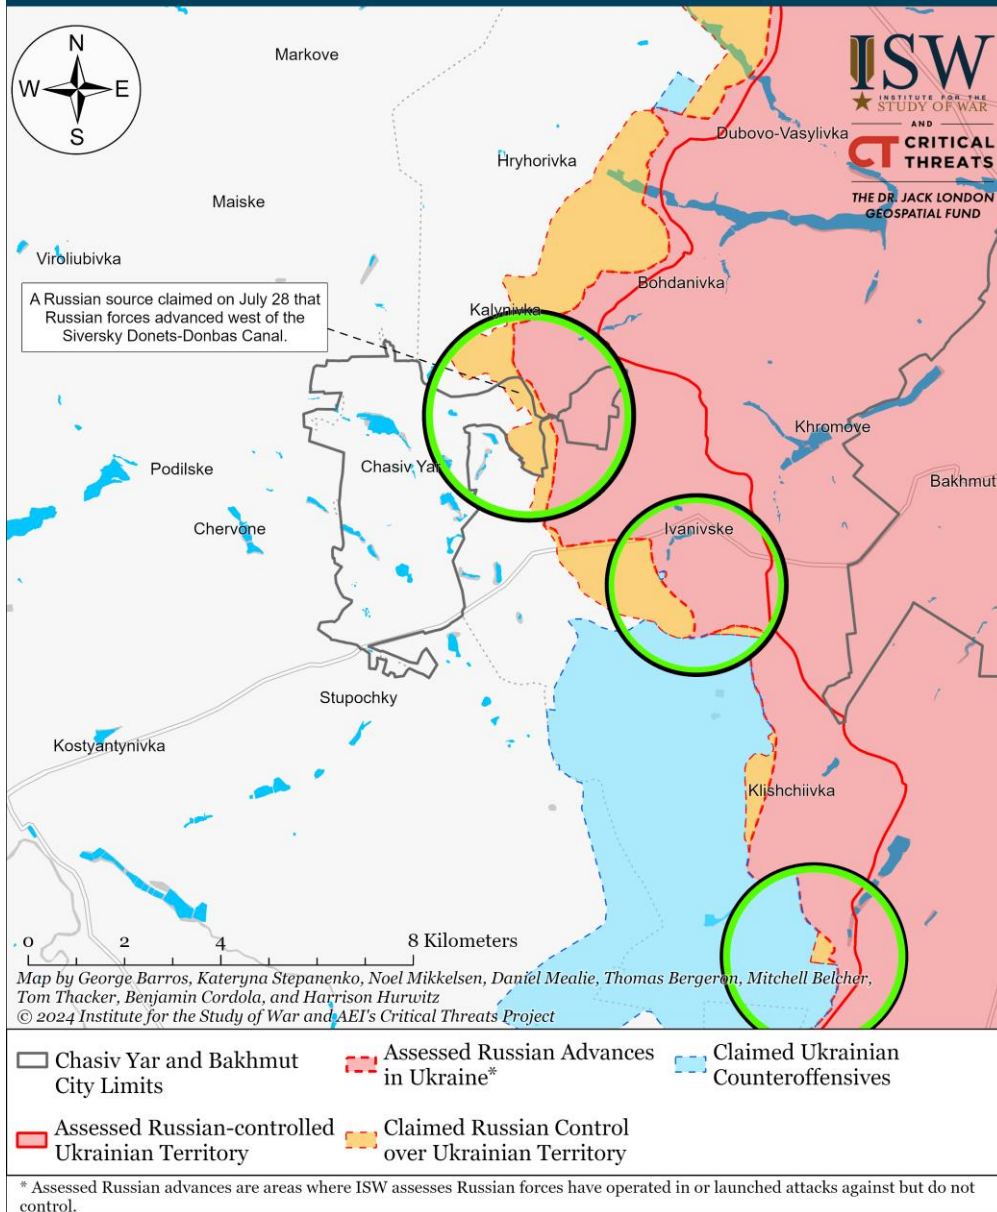 N
W
E
S
ISW
INSTITUTE FOR THE
STUDY OF WAR
AND
CT CRITICAL
THREATS
THE DR. JACK LONDON
GEOSPATIAL FUND
Markove
Dubovo-Vasylivka
Hryhorivka
Maiske
Viroliubivka
Bohdanivka
A Russian source claimed on July 28 that
Russian forces advanced west of the
Siversky Donets-Donbas Canal.
Kalynivka
Khromove
Podilske
Chasiv Yar
Bakhmut
Chervone
Ivanivske
Stupochky
Kostyantynivka
Klishchiivka
0 2 4 8 Kilometers
Map by George Barros, Kateryna Stepanenko, Noel Mikkelsen, Daniel Mealie, Thomas Bergeron, Mitchell Belcher,
Tom Thacker, Benjamin Cordola, and Harrison Hurwitz
© 2024 Institute for the Study of War and AEI's Critical Threats Project
Chasiv Yar and Bakhmut
City Limits
Assessed Russian Advances
in Ukraine*
Claimed Ukrainian
Counteroffensives
Assessed Russian-controlled
Ukrainian Territory
Claimed Russian Control
over Ukrainian Territory
* Assessed Russian advances are areas where ISW assesses Russian forces have operated in or launched attacks against but do not
control.